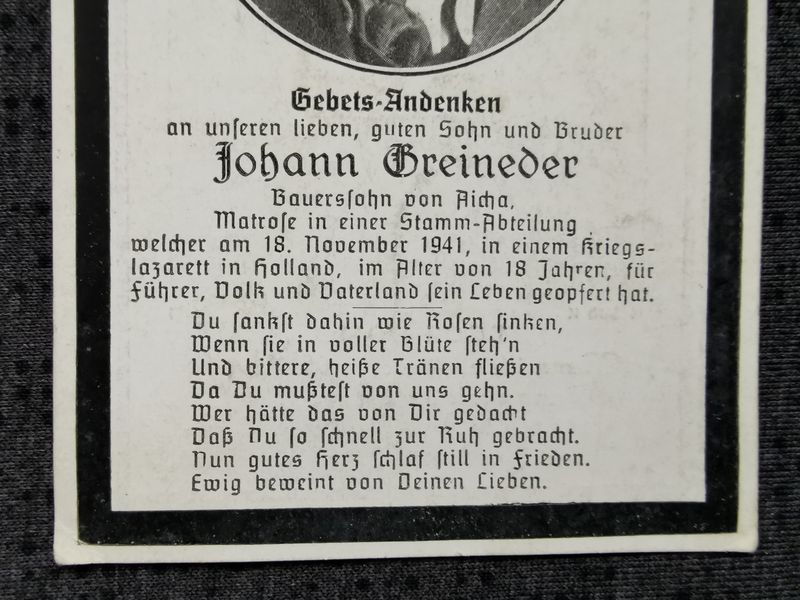 Gebets-Andenken
an unseren lieben, guten Sohn und Bruder
Johann Greineder
Bauerssohn von Aicha,
Matrose in einer Stamm-Abteilung,
welcher am 18. November 1941, in einem Kriegs-
lazarett in Holland, im Alter von 18 Jahren, für
Führer, Volk und Vaterland sein Leben geopfert hat.
Du sankst dahin wie Rosen sinken,
Wenn sie in voller Blüte steh'n
Und bittere, heiße Tränen fließen
Da Du mußtest von uns gehn.
Wer hätte das von Dir gedacht
Daß Du so schnell zur Ruh gebracht.
Nun gutes Herz schlaf still in Frieden.
Ewig beweint von Deinen Lieben.